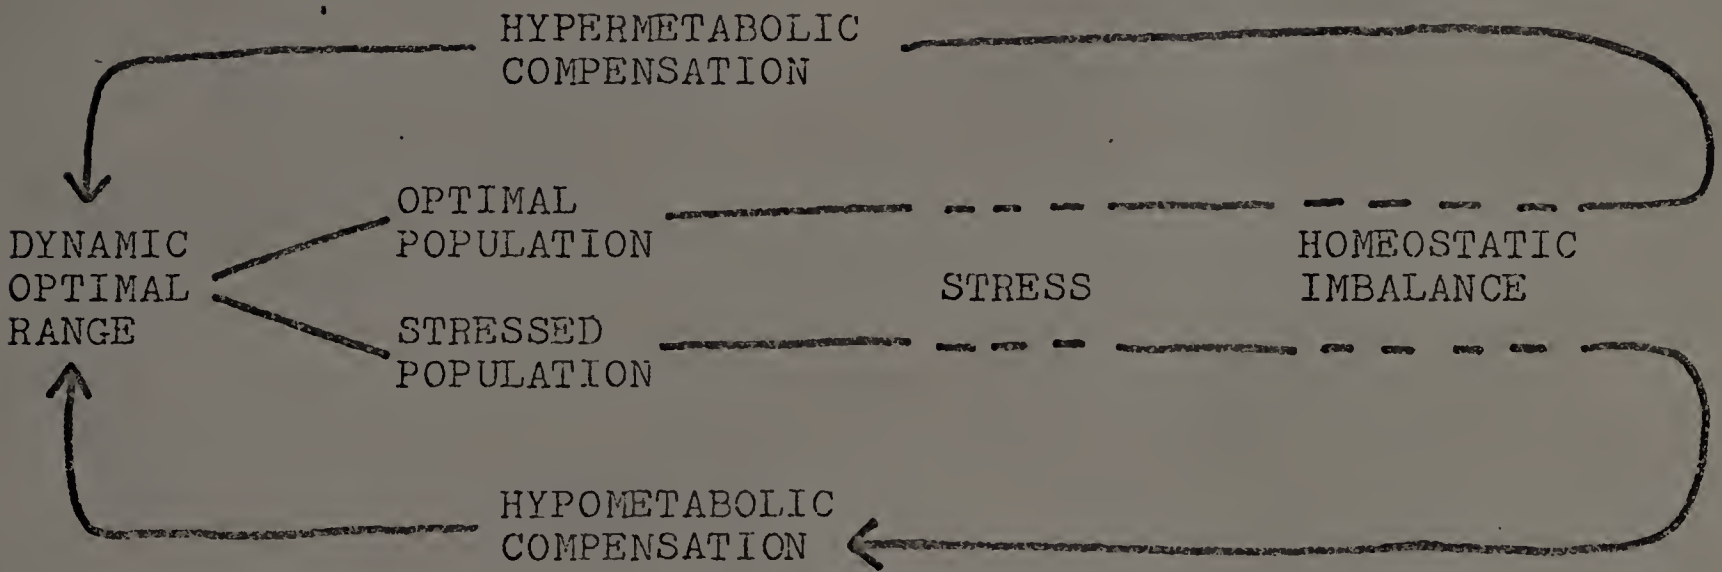 HYPERMETABOLIC
COMPENSATION
OPTIMAL
POPULATION
DYNAMIC
OPTIMAL
RANGE
HOMEOSTATIC
IMBALANCE
STRESS
STRESSED
POPULATION
HYPOMETABOLIC
COMPENSATION